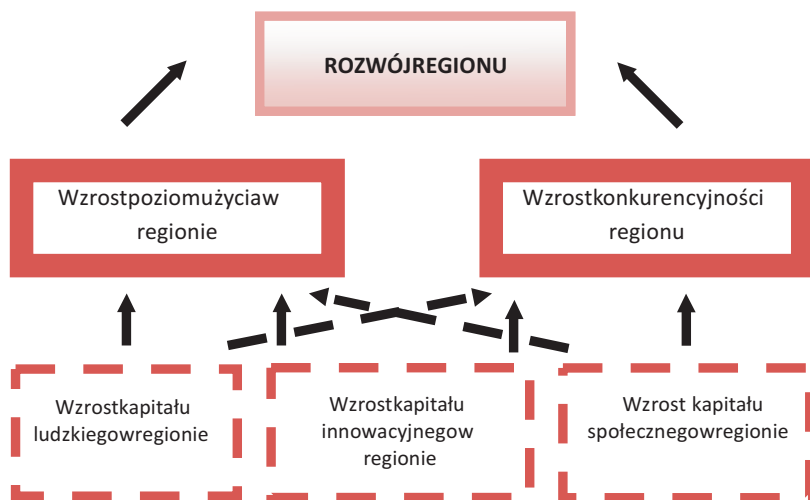 ROZWÓJREGIONU
Wzrostpoziomużyciaw
regionie
Wzrostkonkurencyjności
regionu
Wzrostkapitału
ludzkiegowregionie
Wzrostkapitału
innowacyjnegow
regionie
Wzrost kapitału
społecznegowregionie